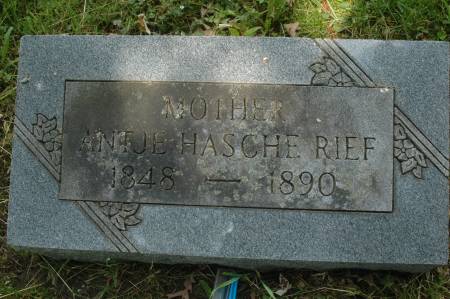 MOTHER
ANTJE HASCHE RIEF
1848 — 1890